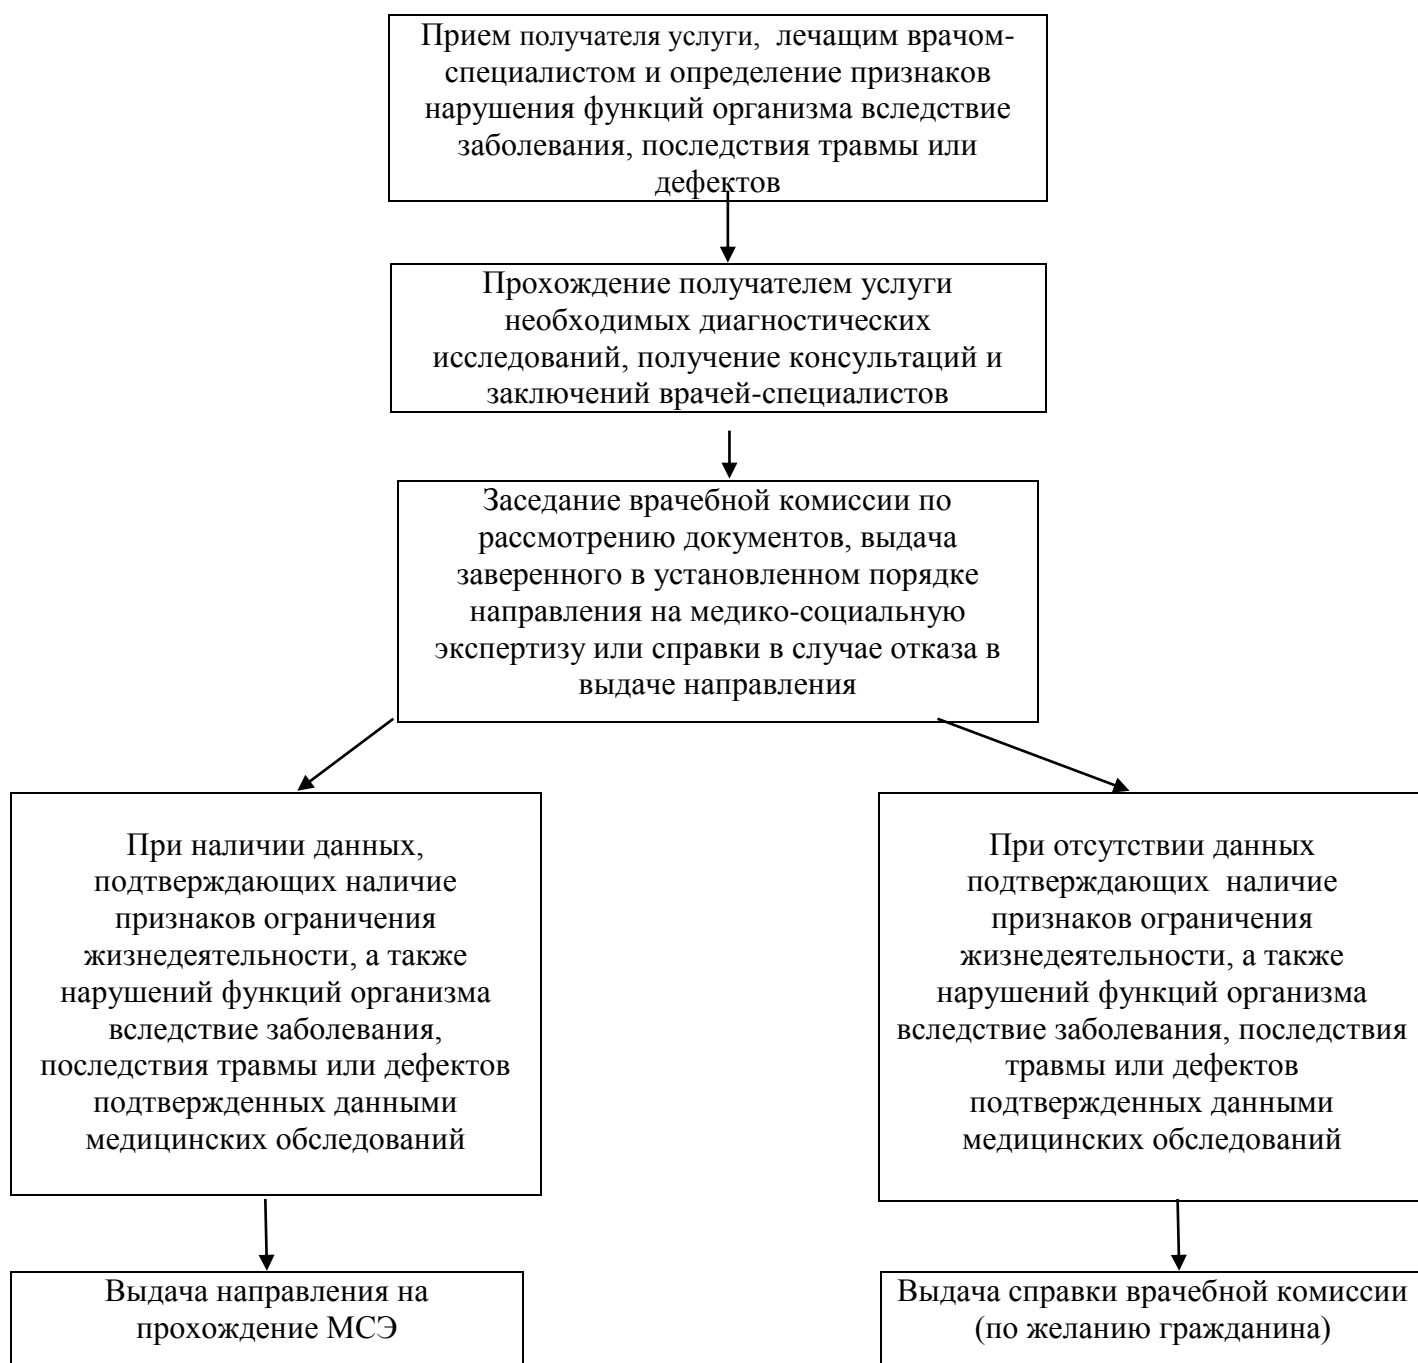 Прием получателя услуги, лечащим врачом-
специалистом и определение признаков
нарушения функций организма вследствие
заболевания, последствия травмы или
дефектов
Прохождение получателем услуги
необходимых диагностических
исследований, получение консультаций и
заключений врачей-специалистов
Заседание врачебной комиссии по
рассмотрению документов, выдача
заверенного в установленном порядке
направления на медико-социальную
экспертизу или справки в случае отказа в
выдаче направления
При наличии данных,
подтверждающих наличие
признаков ограничения
жизнедеятельности, а также
нарушений функций организма
вследствие заболевания,
последствия травмы или дефектов
подтвержденных данными
медицинских обследований
При отсутствии данных
подтверждающих наличие
признаков ограничения
жизнедеятельности, а также
нарушений функций организма
вследствие заболевания, последствия
травмы или дефектов
подтвержденных данными
медицинских обследований
Выдача направления на
прохождение МСЭ
Выдача справки врачебной комиссии
(по желанию гражданина)